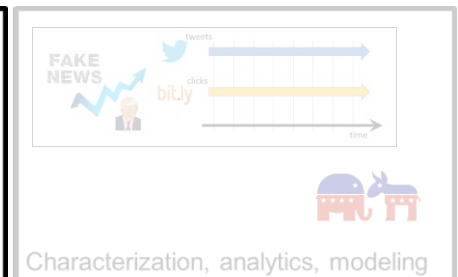 tweets
FAKE
NEWS
clicks
bit.ly
time
Characterization, analytics, modeling